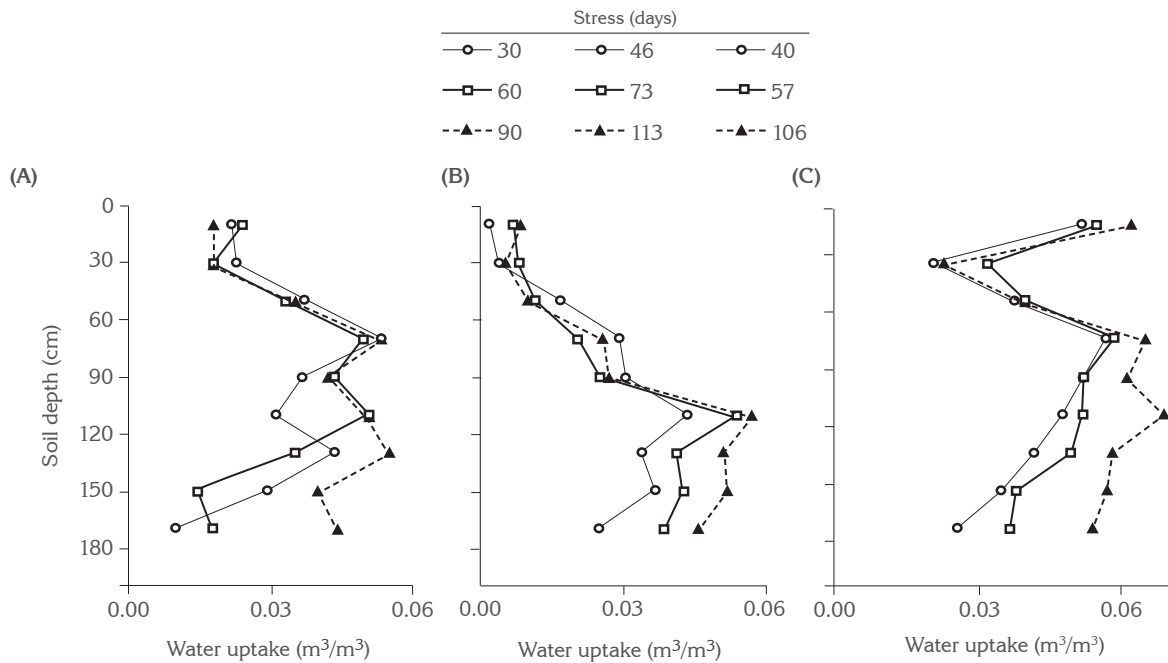 Stress (days)
30 46 40
60 73 57
90 113 106
(A) (B) (C)
0
30
60
90
120
150
180
Soil depth (cm)
0.00 0.03 0.06 0.00 0.03 0.06 0.00 0.03 0.06
Water uptake (m³/m³) Water uptake (m³/m³) Water uptake (m³/m³)